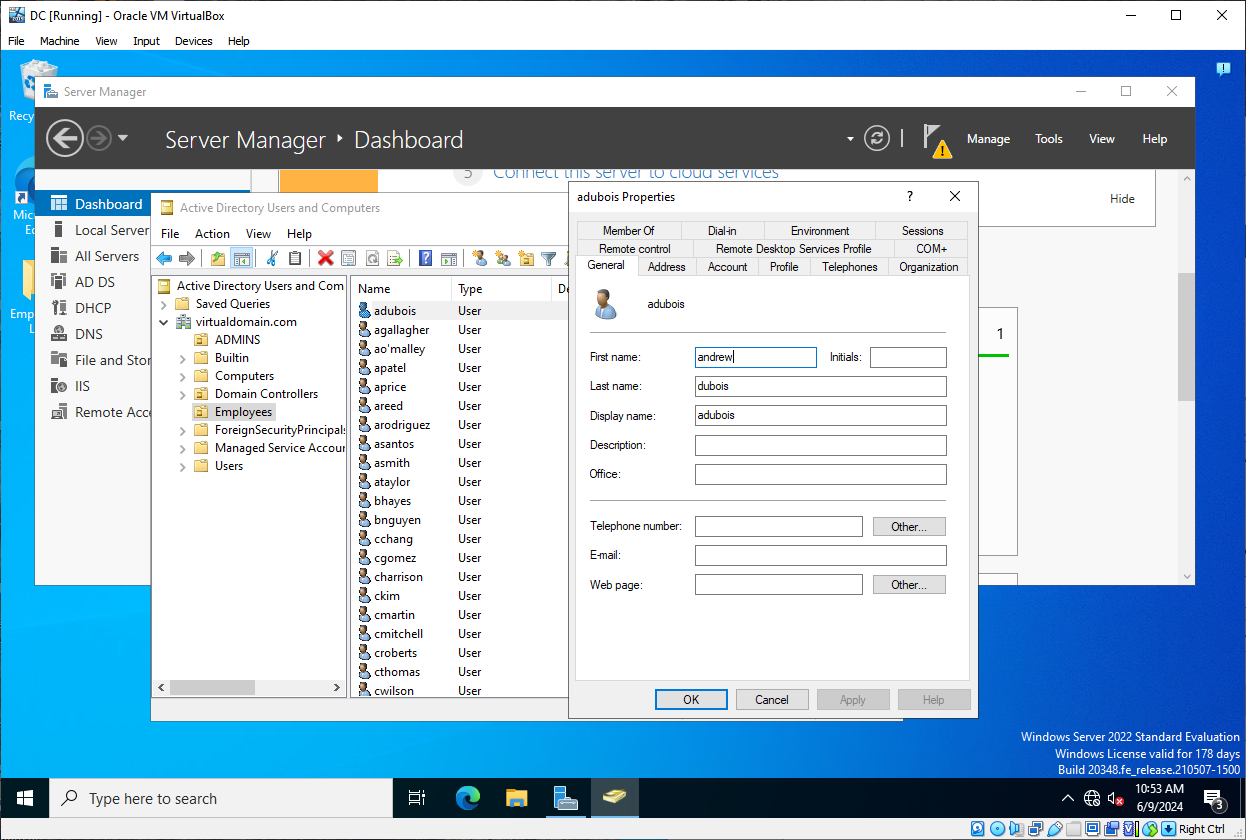 DC [Running] - Oracle VM VirtualBox
File Machine View Input Devices Help
Recy
Server Manager
Server Manager Dashboard
Manage Tools View Help
5 Connect this server to cloud services
Hide
Dashboard
Local Server
All Servers
AD DS
DHCP
DNS
File and Stor
IIS
Remote Acce
Mic
Ec
Emp
L
1
Active Directory Users and Computers
File Action View Help
Active Directory Users and Com
Saved Queries
virtualdomain.com
ADMINS
Builtin
Computers
Domain Controllers
Employees
ForeignSecurityPrincipals
Managed Service Accour
Users
Name Type De
adubois User
agallagher User
ao'malley User
apatel User
aprice User
areed User
arodriguez User
asantos User
asmith User
ataylor User
bhayes User
bnguyen User
cchang User
cgomez User
charrison User
ckim User
cmartin User
cmitchell User
croberts User
cthomas User
cwilson User
adubois Properties
?
Member Of Dial-in Environment Sessions
Remote control Remote Desktop Services Profile COM+
General Address Account Profile Telephones Organization
adubois
First name: andrew Initials:
Last name: dubois
Display name: adubois
Description:
Office:
Telephone number: Other...
E-mail:
Web page: Other...
OK Cancel Apply Help
Windows Server 2022 Standard Evaluation
Windows License valid for 178 days
Build 20348.fe_release.210507-1500
Type here to search
10:53 AM
6/9/2024
3
Right Ctrl